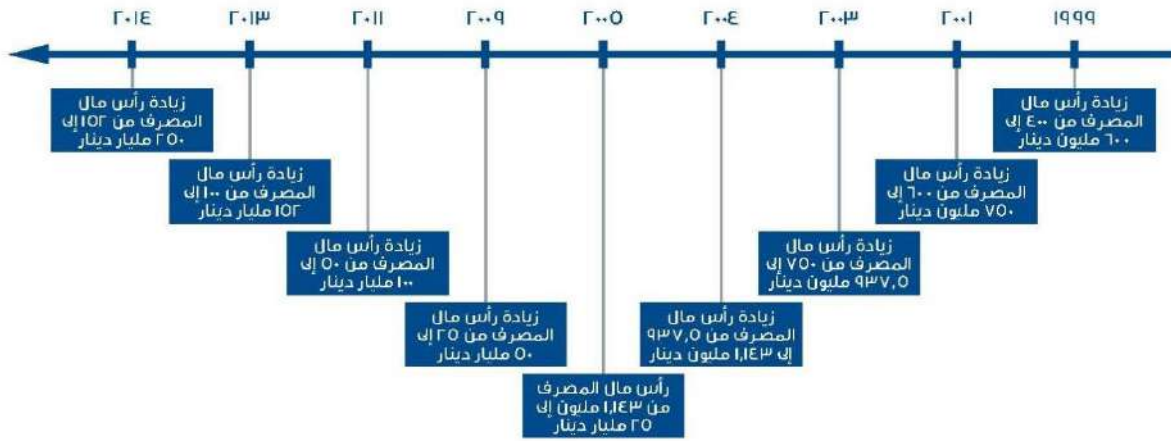 ١٩٩٩
٢٠٠١
٢٠٠٣
٢٠٠٤
٢٠٠٥
٢٠٠٩
٢٠١١
٢٠١٣
٢٠١٤
زيادة رأس مال
المصرف من ٤٠٠ إلى
٦٠٠ مليون دينار
زيادة رأس مال
المصرف من ٦٠٠ إلى
٧٥٠ مليون دينار
زيادة رأس مال
المصرف من ٧٥٠ إلى
٩٣٧,٥ مليون دينار
زيادة رأس مال
المصرف من ٩٣٧,٥
إلى ١,١٤٣ مليون دينار
رأس مال المصرف
من ١,١٤٣ مليون إلى
٢٥ مليار دينار
زيادة رأس مال
المصرف من ٢٥ إلى
٥٠ مليار دينار
زيادة رأس مال
المصرف من ٥٠ إلى
١٠٠ مليار دينار
زيادة رأس مال
المصرف من ١٠٠ إلى
١٥٢ مليار دينار
زيادة رأس مال
المصرف من ١٥٢ إلى
٢٥٠ مليار دينار